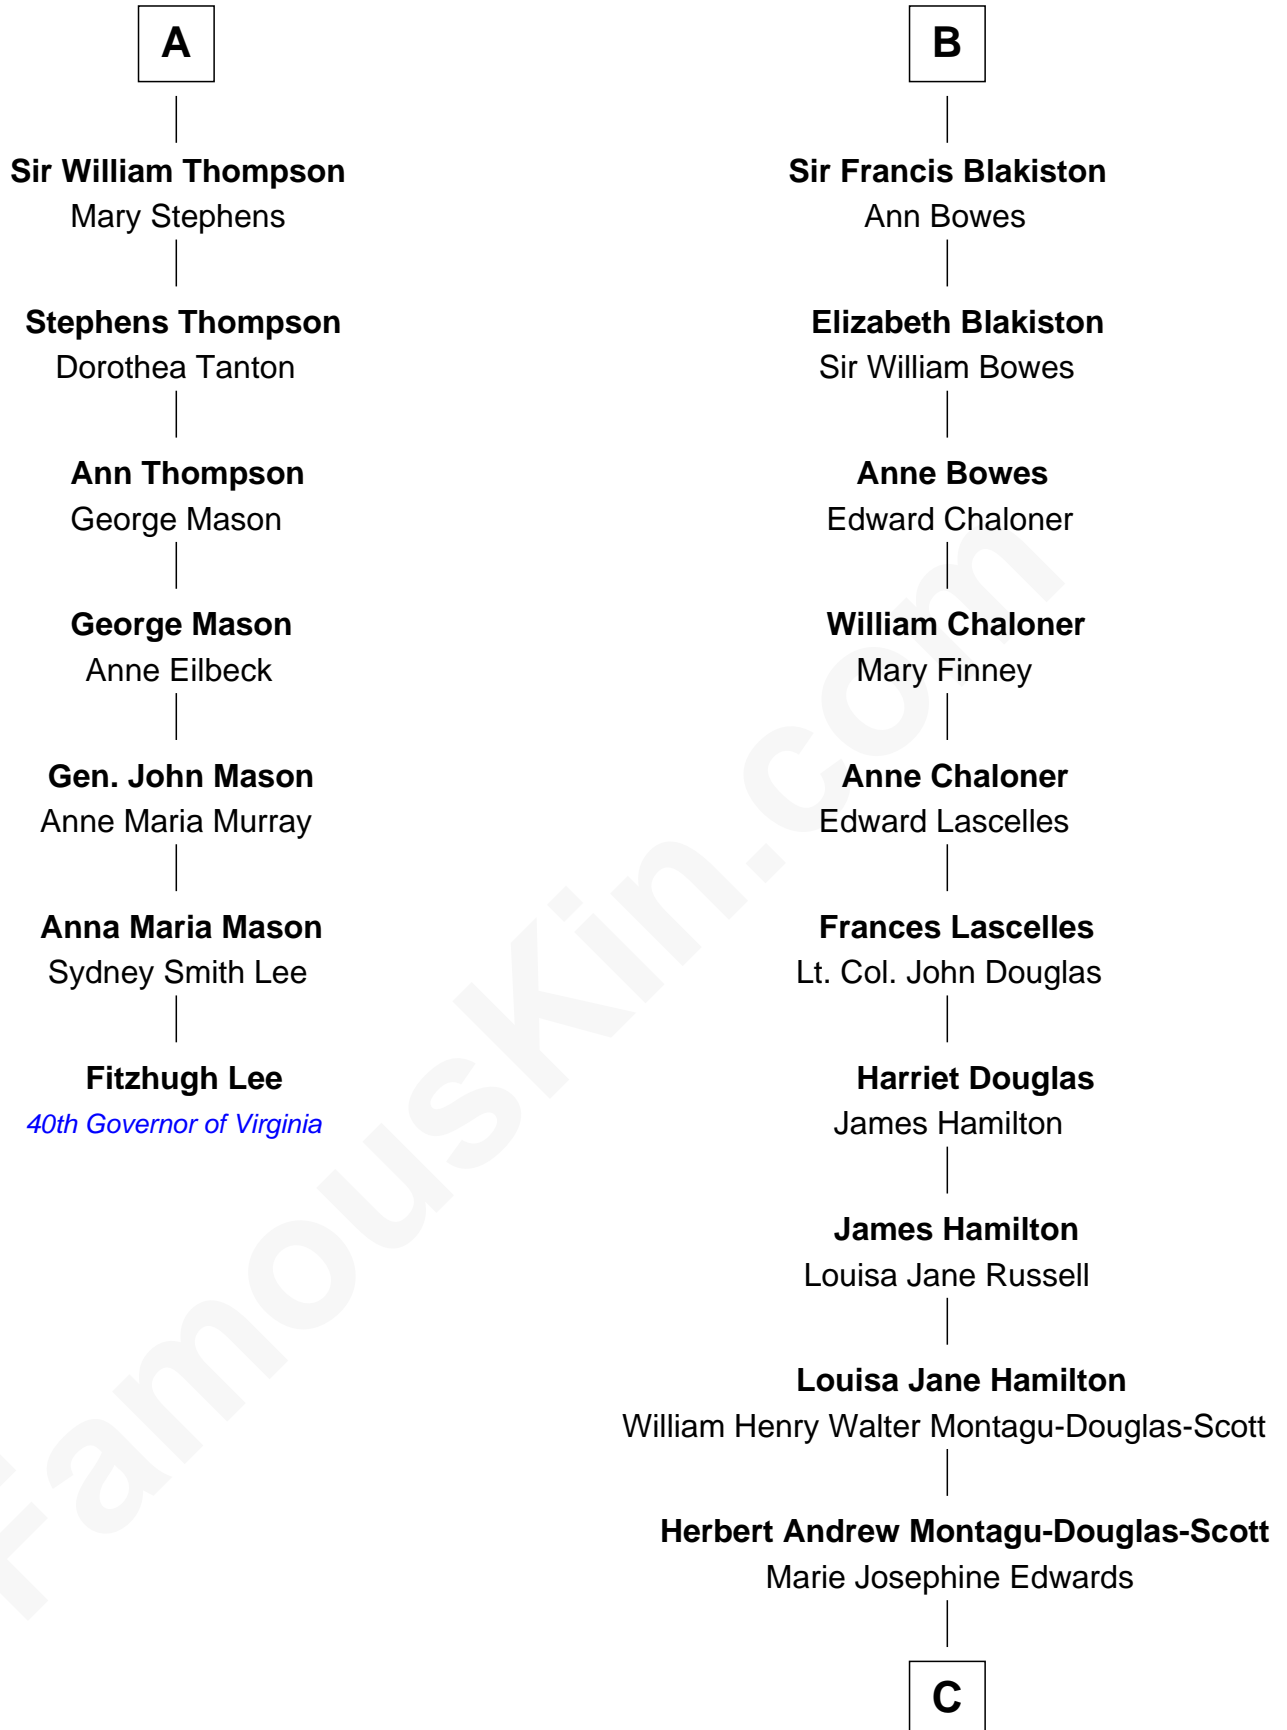 A
Sir William Thompson
Mary Stephens
Stephens Thompson
Dorothea Tanton
Ann Thompson
George Mason
George Mason
Anne Eilbeck
Gen. John Mason
Anne Maria Murray
Anna Maria Mason
Sydney Smith Lee
Fitzhugh Lee
40th Governor of Virginia
B
Sir Francis Blakiston
Ann Bowes
Elizabeth Blakiston
Sir William Bowes
Anne Bowes
Edward Chaloner
William Chaloner
Mary Finney
Anne Chaloner
Edward Lascelles
Frances Lascelles
Lt. Col. John Douglas
Harriet Douglas
James Hamilton
James Hamilton
Louisa Jane Russell
Louisa Jane Hamilton
William Henry Walter Montagu-Douglas-Scott
Herbert Andrew Montagu-Douglas-Scott
Marie Josephine Edwards
C
FamousKin.com